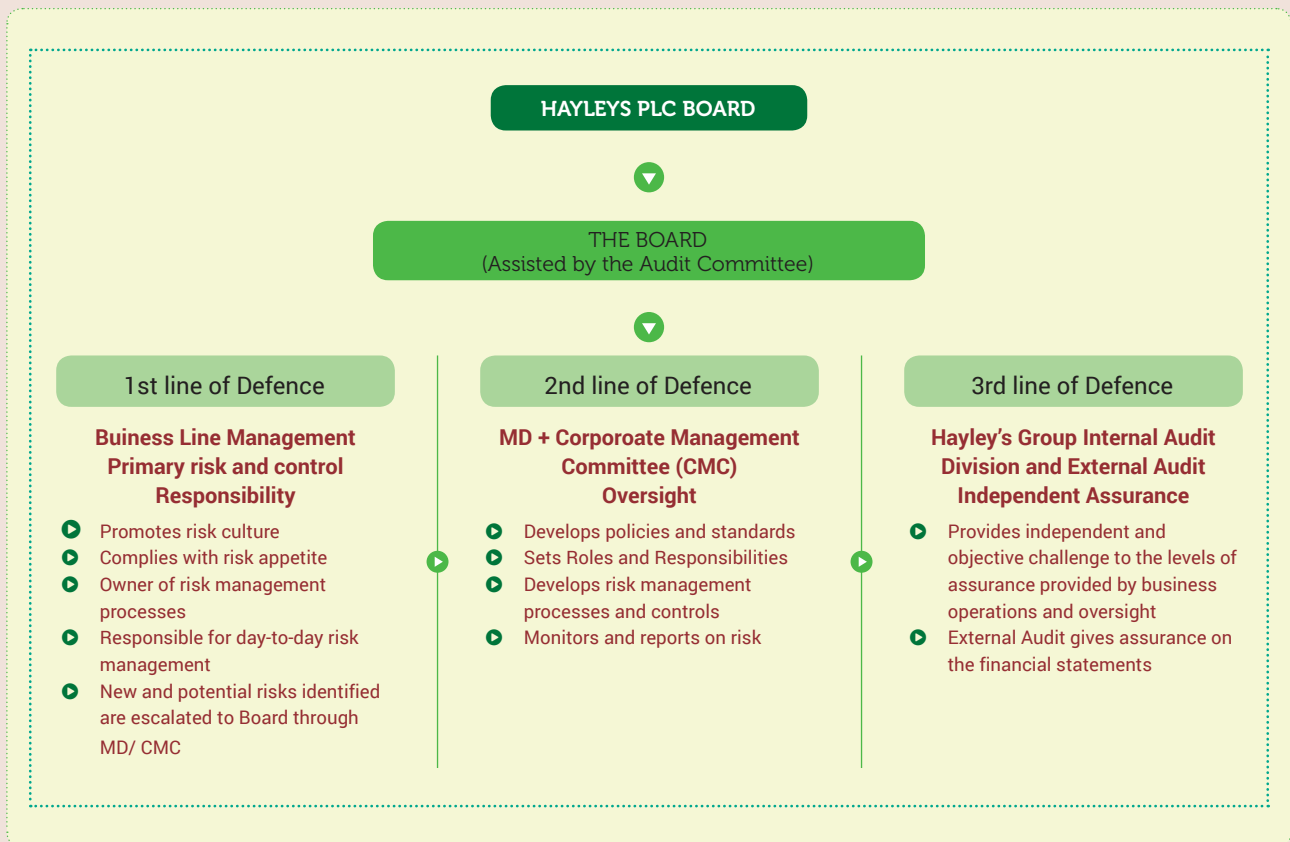 HAYLEYS PLC BOARD
THE BOARD
(Assisted by the Audit Committee)
1st line of Defence
Buiness Line Management
Primary risk and control
Responsibility
Promotes risk culture
Complies with risk appetite
Owner of risk management
processes
Responsible for day-to-day risk
management
New and potential risks identified
are escalated to Board through
MD/ CMC
2nd line of Defence
MD + Corporoate Management
Committee (CMC)
Oversight
Develops policies and standards
Sets Roles and Responsibilities
Develops risk management
processes and controls
Monitors and reports on risk
3rd line of Defence
Hayley's Group Internal Audit
Division and External Audit
Independent Assurance
Provides independent and
objective challenge to the levels of
assurance provided by business
operations and oversight
External Audit gives assurance on
the financial statements